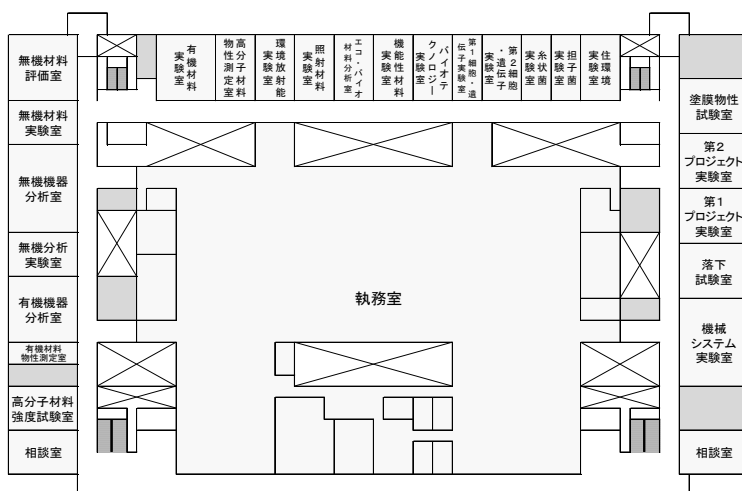 無機材料
評価室
無機材料
実験室
無機機器
分析室
無機分析
実験室
有機機器
分析室
有機材料
物性測定室
高分子材料
強度試験室
相談室
有機材料
実験室
高分子材料
物性測定室
環境放射能
実験室
照射材料
実験室
エコ・バイオ
材料分析室
機能性材料
実験室
バイオテ
クノロジー
第1細胞・遺
伝子実験室
第2細胞
・遺伝子
実験室
糸状菌
実験室
担子菌
実験室
住環境
実験室
塗膜物性
試験室
第2
プロジェクト
実験室
第1
プロジェクト
実験室
落下
試験室
機械
システム
実験室
相談室
執務室